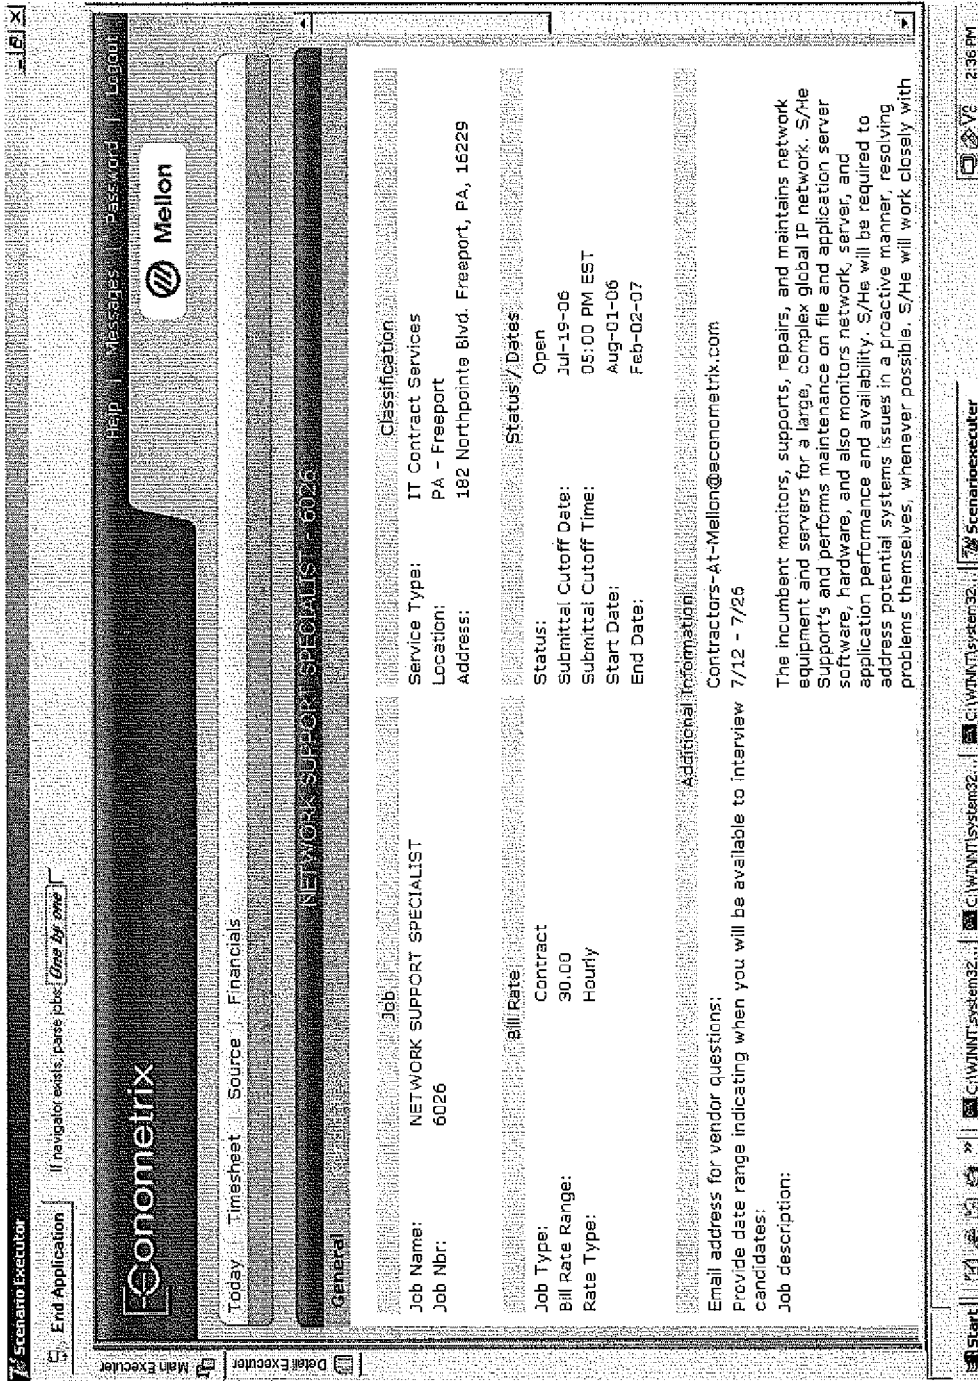 Scenario Executor
End Application
If navigator exists, parse jobs: One by one
Main Executer
Detail Executer
Econometrix
Help | Messages | Password | Logout
Mellon
Today | Timesheet | Source | Financials
NETWORK SUPPORT SPECIALIST - 6026
General
Job
Job Name: NETWORK SUPPORT SPECIALIST
Job Nbr: 6026
Classification
Service Type: IT Contract Services
Location: PA - Freeport
Address: 182 Northpointe Blvd. Freeport, PA, 16229
Bill Rate
Job Type: Contract
Bill Rate Range: 30.00
Rate Type: Hourly
Status / Dates
Status: Open
Submittal Cutoff Date: Jul-19-06
Submittal Cutoff Time: 05:00 PM EST
Start Date: Aug-01-06
End Date: Feb-02-07
Additional Information
Email address for vendor questions: Contractors-At-Mellon@econometrix.com
Provide date range indicating when you will be available to interview 7/12 - 7/26
candidates:
Job description:
The incumbent monitors, supports, repairs, and maintains network
equipment and servers for a large, complex global IP network. S/He
Support's and performs maintenance on file and application server
software, hardware, and also monitors network, server, and
application performance and availability. S/He will be required to
address potential systems issues in a proactive manner, resolving
problems themselves, whenever possible. S/He will work closely with
Start
C:\WINNT\system32...
C:\WINNT\system32...
C:\WINNT\system32...
Scenarioexecuter
2:36 PM